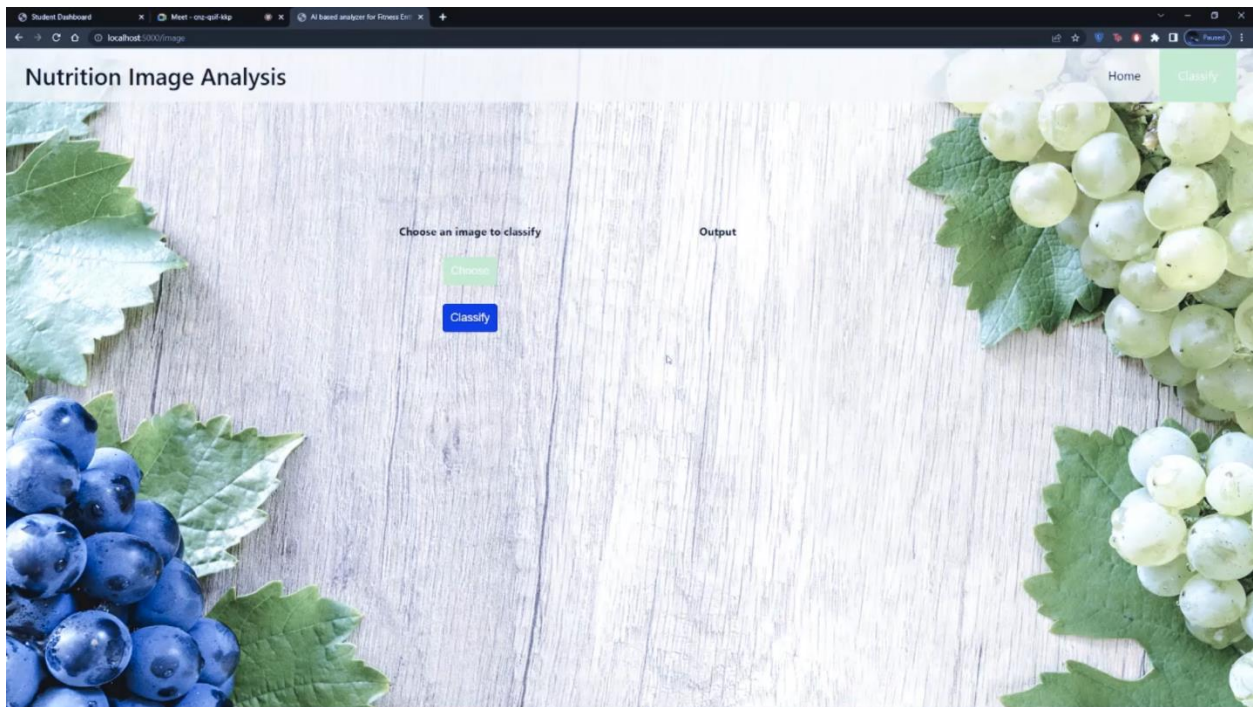 Student Dashboard
Meet - cnz-qsif-kkp
AI based analyzer for Fitness Ent
localhost:5000/image
Paused
Nutrition Image Analysis
Home
Classify
Choose an image to classify
Output
Choose
Classify